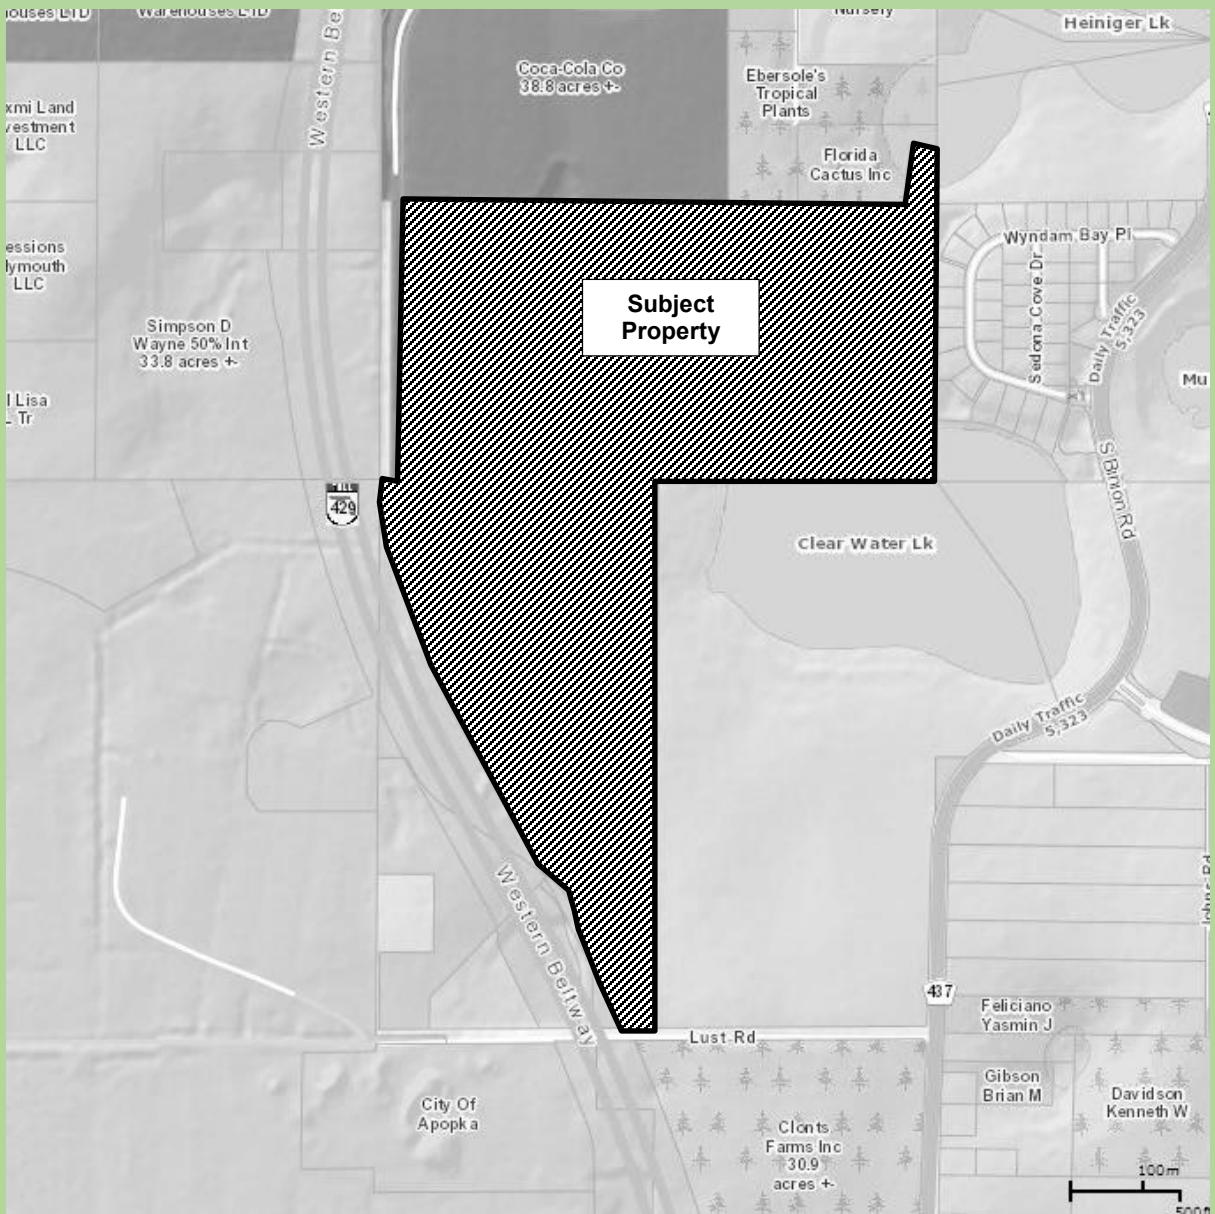 Warehouses LTD
Western Be
Coca-Cola Co
38.8 acres +-
Nursery
Heiniger Lk
Ebersole's
Tropical
Plants
Florida
Cactus Inc
xmi Land
vestment
LLC
essions
lymouth
LLC
Simpson D
Wayne 50% Int
33.8 acres +-
l Lisa
Tr
Subject
Property
Wyndam Bay Pl
Sedona Cove Dr
Daily Traffic
5,323
Mu
429
S Binion Rd
Clear Water Lk
Daily Traffic
5,323
Western Beltway
Johns Rd
437
Lust Rd
Feliciano
Yasmin J
Gibson
Brian M
Davidson
Kenneth W
City Of
Apopka
Clonts
Farms Inc
30.9
acres +-
100m
500ft